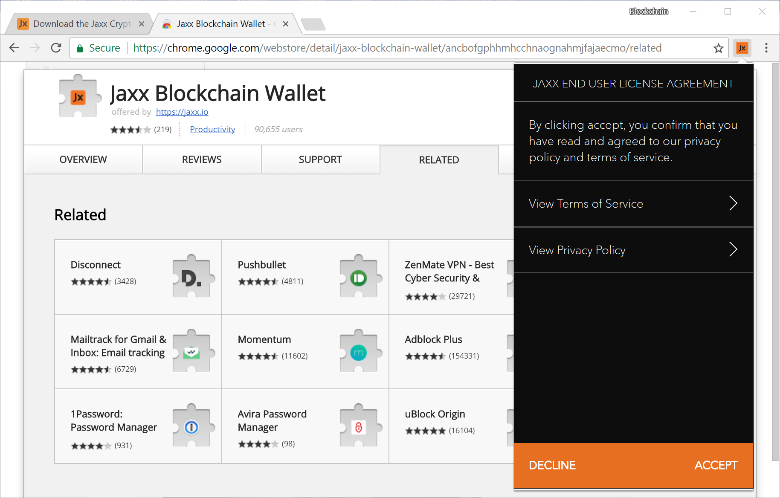 Blockchain
Download the Jaxx Crypt
Jaxx Blockchain Wallet -
Secure
https://chrome.google.com/webstore/detail/jaxx-blockchain-wallet/ancbofgphhmhcchnaognahmjfajaecmo/related
Jaxx Blockchain Wallet
offered by https://jaxx.io
(219)
Productivity
90,655 users
OVERVIEW
REVIEWS
SUPPORT
RELATED
Related
Disconnect
(3428)
Pushbullet
(4811)
ZenMate VPN - Best
Cyber Security &
(29721)
Mailtrack for Gmail &
Inbox: Email tracking
(6729)
Momentum
(11602)
Adblock Plus
(154331)
1Password:
Password Manager
(931)
Avira Password
Manager
(98)
uBlock Origin
(16104)
JAXX END USER LICENSE AGREEMENT
By clicking accept, you confirm that you
have read and agreed to our privacy
policy and terms of service.
View Terms of Service
View Privacy Policy
DECLINE
ACCEPT